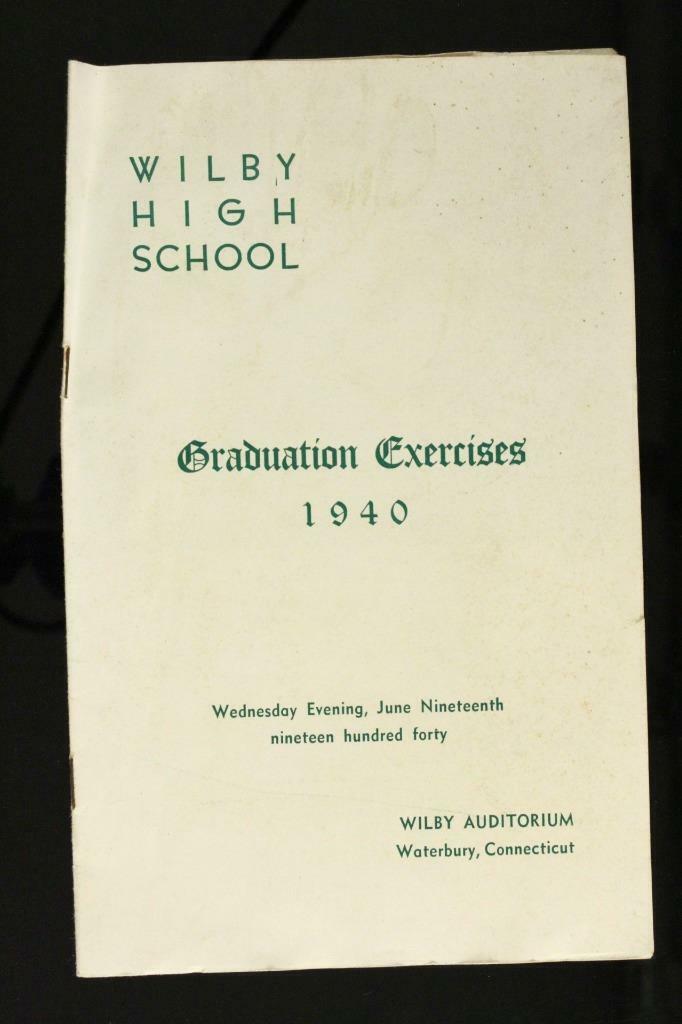 WILBY
HIGH
SCHOOL
Graduation Exercises
1940
Wednesday Evening, June Nineteenth
nineteen hundred forty
WILBY AUDITORIUM
Waterbury, Connecticut